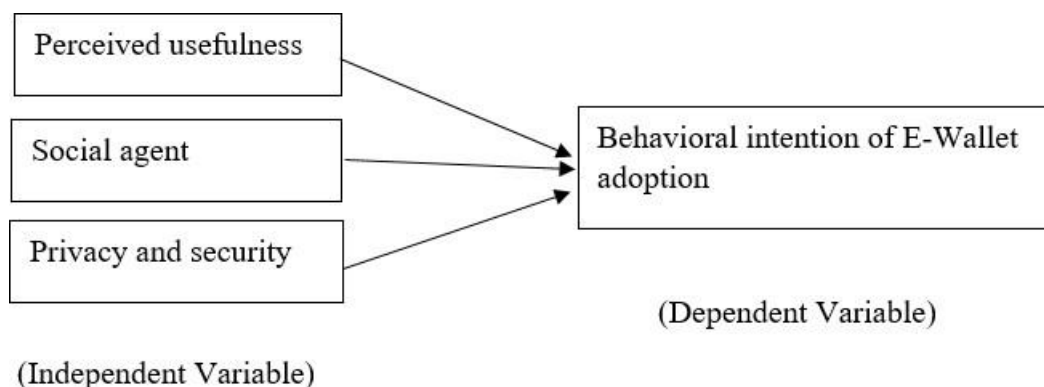 Perceived usefulness
Social agent
Privacy and security
(Independent Variable)
Behavioral intention of E-Wallet
adoption
(Dependent Variable)